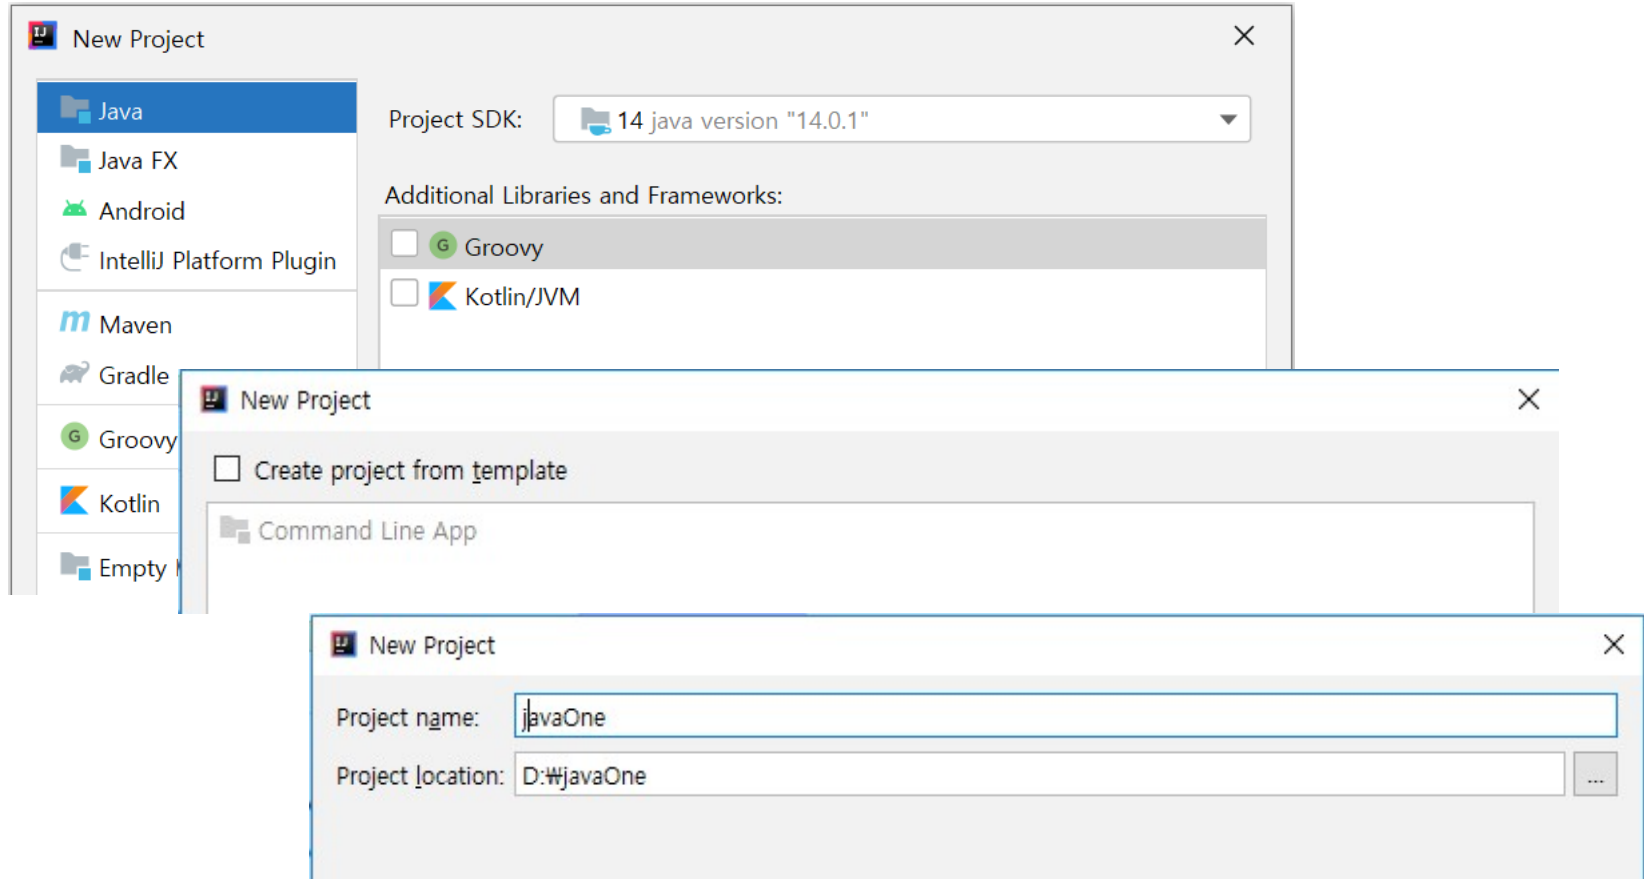 New Project
Java
Java FX
Android
IntelliJ Platform Plugin
Maven
Gradle
Groovy
Kotlin
Empty
Project SDK: 14 java version "14.0.1"
Additional Libraries and Frameworks:
Groovy
Kotlin/JVM
New Project
Create project from template
Command Line App
New Project
Project name: javaOne
Project location: D:₩javaOne ...